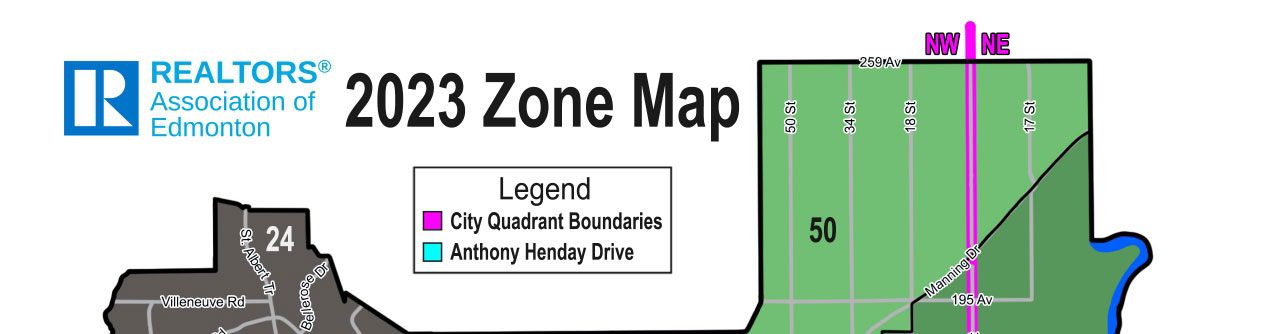 REALTORS®
Association of
Edmonton
2023 Zone Map
Legend
City Quadrant Boundaries
Anthony Henday Drive
NW NE
259 Av
50 St
34 St
18 St
17 St
50
Manning Dr
195 Av
24
St. Albert Tr
Bellerose Dr
Villeneuve Rd